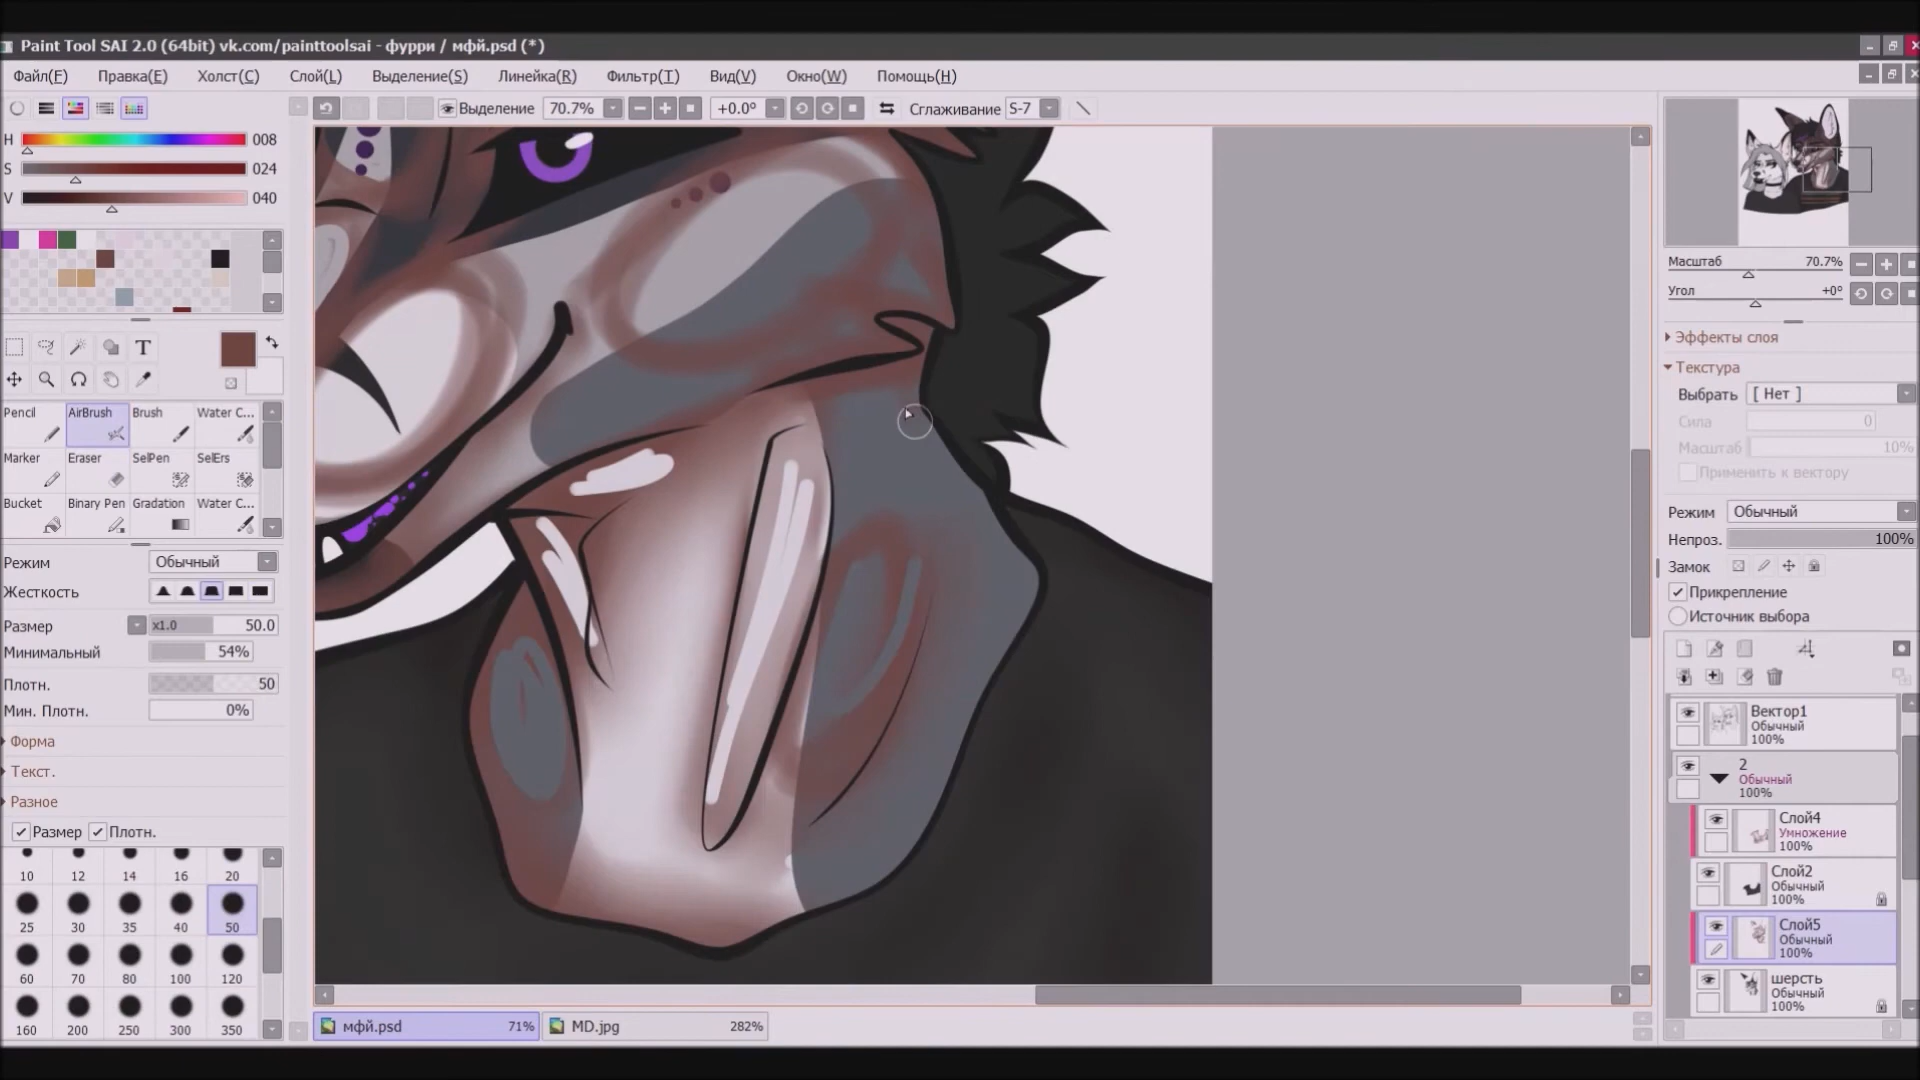 Paint Tool SAI 2.0 (64bit) vk.com/painttoolsai - фурри / мфй.psd (*)
Файл(F) Правка(E) Холст(C) Слой(L) Выделение(S) Линейка(R) Фильтр(T) Вид(V) Окно(W) Помощь(H)
Выделение 70.7% +0.0° Сглаживание S-7
H 008
S 024
V 040
T
Pencil AirBrush Brush Water C...
Marker Eraser SelPen SelErs
Bucket Binary Pen Gradation Water C...
Режим Обычный
Жесткость
Размер x1.0 50.0
Минимальный 54%
Плотн. 50
Мин. Плотн. 0%
Форма
Текст.
Разное
Размер Плотн.
10 12 14 16 20
25 30 35 40 50
60 70 80 100 120
160 200 250 300 350
мфй.psd 71% MD.jpg 282%
Масштаб 70.7%
Угол +0°
Эффекты слоя
Текстура
Выбрать [ Нет ]
Сила 0
Масштаб 10%
Применить к вектору
Режим Обычный
Непроз. 100%
Замок
Прикрепление
Источник выбора
Вектор1
Обычный
100%
2
Обычный
100%
Слой4
Умножение
100%
Слой2
Обычный
100%
Слой5
Обычный
100%
шерсть
Обычный
100%